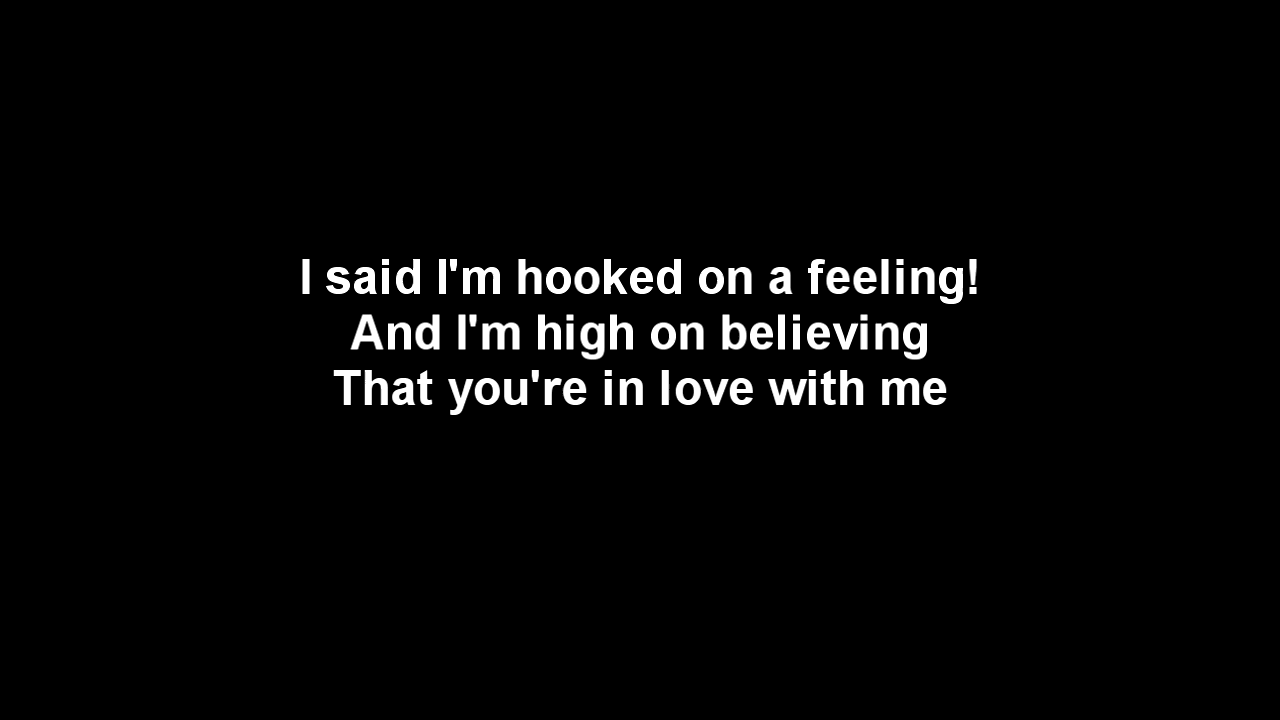 I said I'm hooked on a feeling!
And I'm high on believing
That you're in love with me